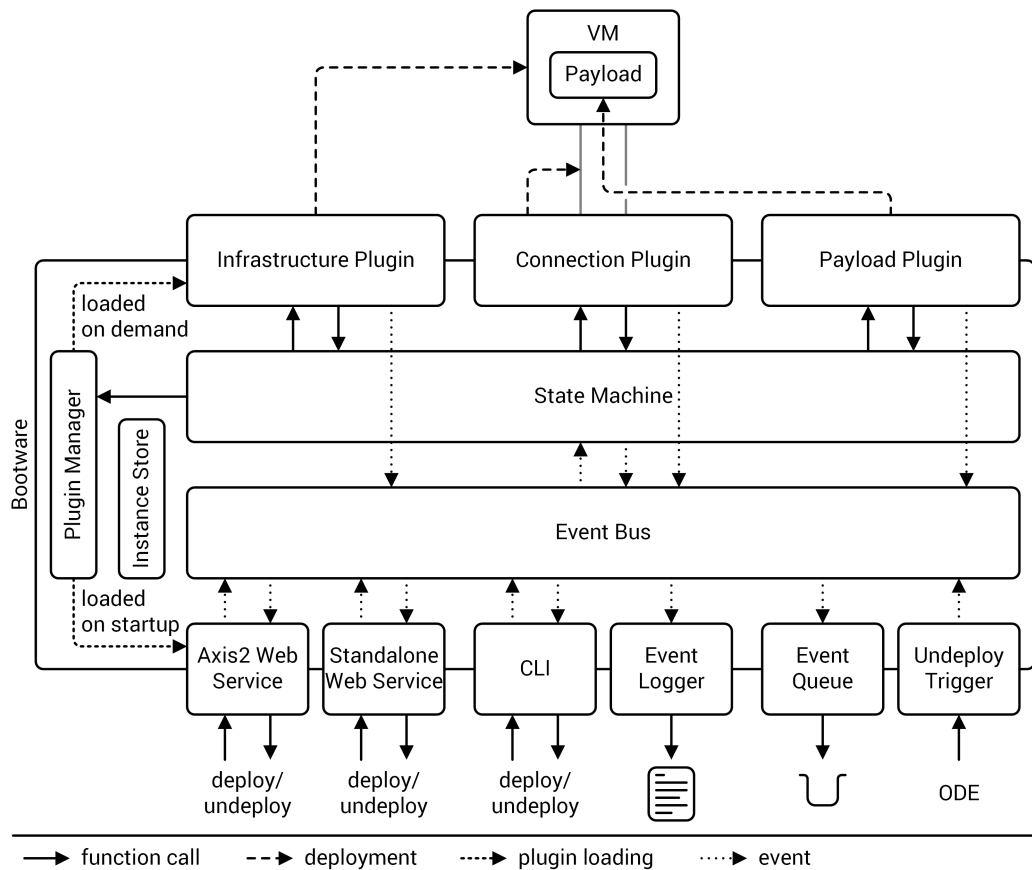 VM
Payload
Infrastructure Plugin
Connection Plugin
Payload Plugin
loaded
on demand
State Machine
Bootware
Plugin Manager
Instance Store
Event Bus
loaded
on startup
Axis2 Web
Service
Standalone
Web Service
CLI
Event
Logger
Event
Queue
Undeploy
Trigger
deploy/
undeploy
deploy/
undeploy
deploy/
undeploy
ODE
function call
deployment
plugin loading
event